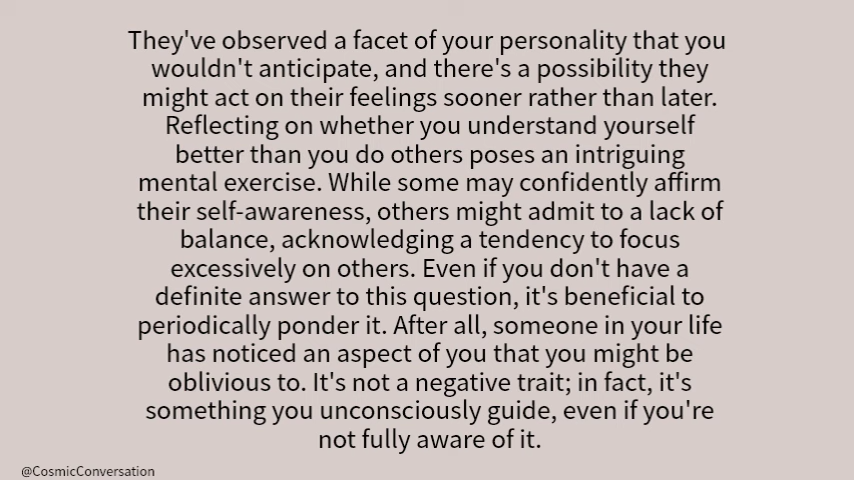 They've observed a facet of your personality that you
wouldn't anticipate, and there's a possibility they
might act on their feelings sooner rather than later.
Reflecting on whether you understand yourself
better than you do others poses an intriguing
mental exercise. While some may confidently affirm
their self-awareness, others might admit to a lack of
balance, acknowledging a tendency to focus
excessively on others. Even if you don't have a
definite answer to this question, it's beneficial to
periodically ponder it. After all, someone in your life
has noticed an aspect of you that you might be
oblivious to. It's not a negative trait; in fact, it's
something you unconsciously guide, even if you're
not fully aware of it.
@CosmicConversation